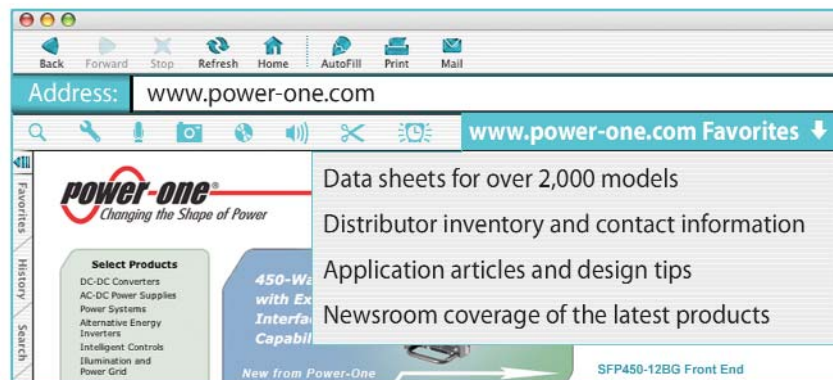 Back Forward Stop Refresh Home AutoFill Print Mail
Address: www.power-one.com
www.power-one.com Favorites
Favorites
History
Search
power-one
Changing the Shape of Power
Data sheets for over 2,000 models
Distributor inventory and contact information
Application articles and design tips
Newsroom coverage of the latest products
Select Products
DC-DC Converters
AC-DC Power Supplies
Power Systems
Alternative Energy
Inverters
Intelligent Controls
Illumination and
Power Grid
with
New from Power-One
SFP450-12BG Front End